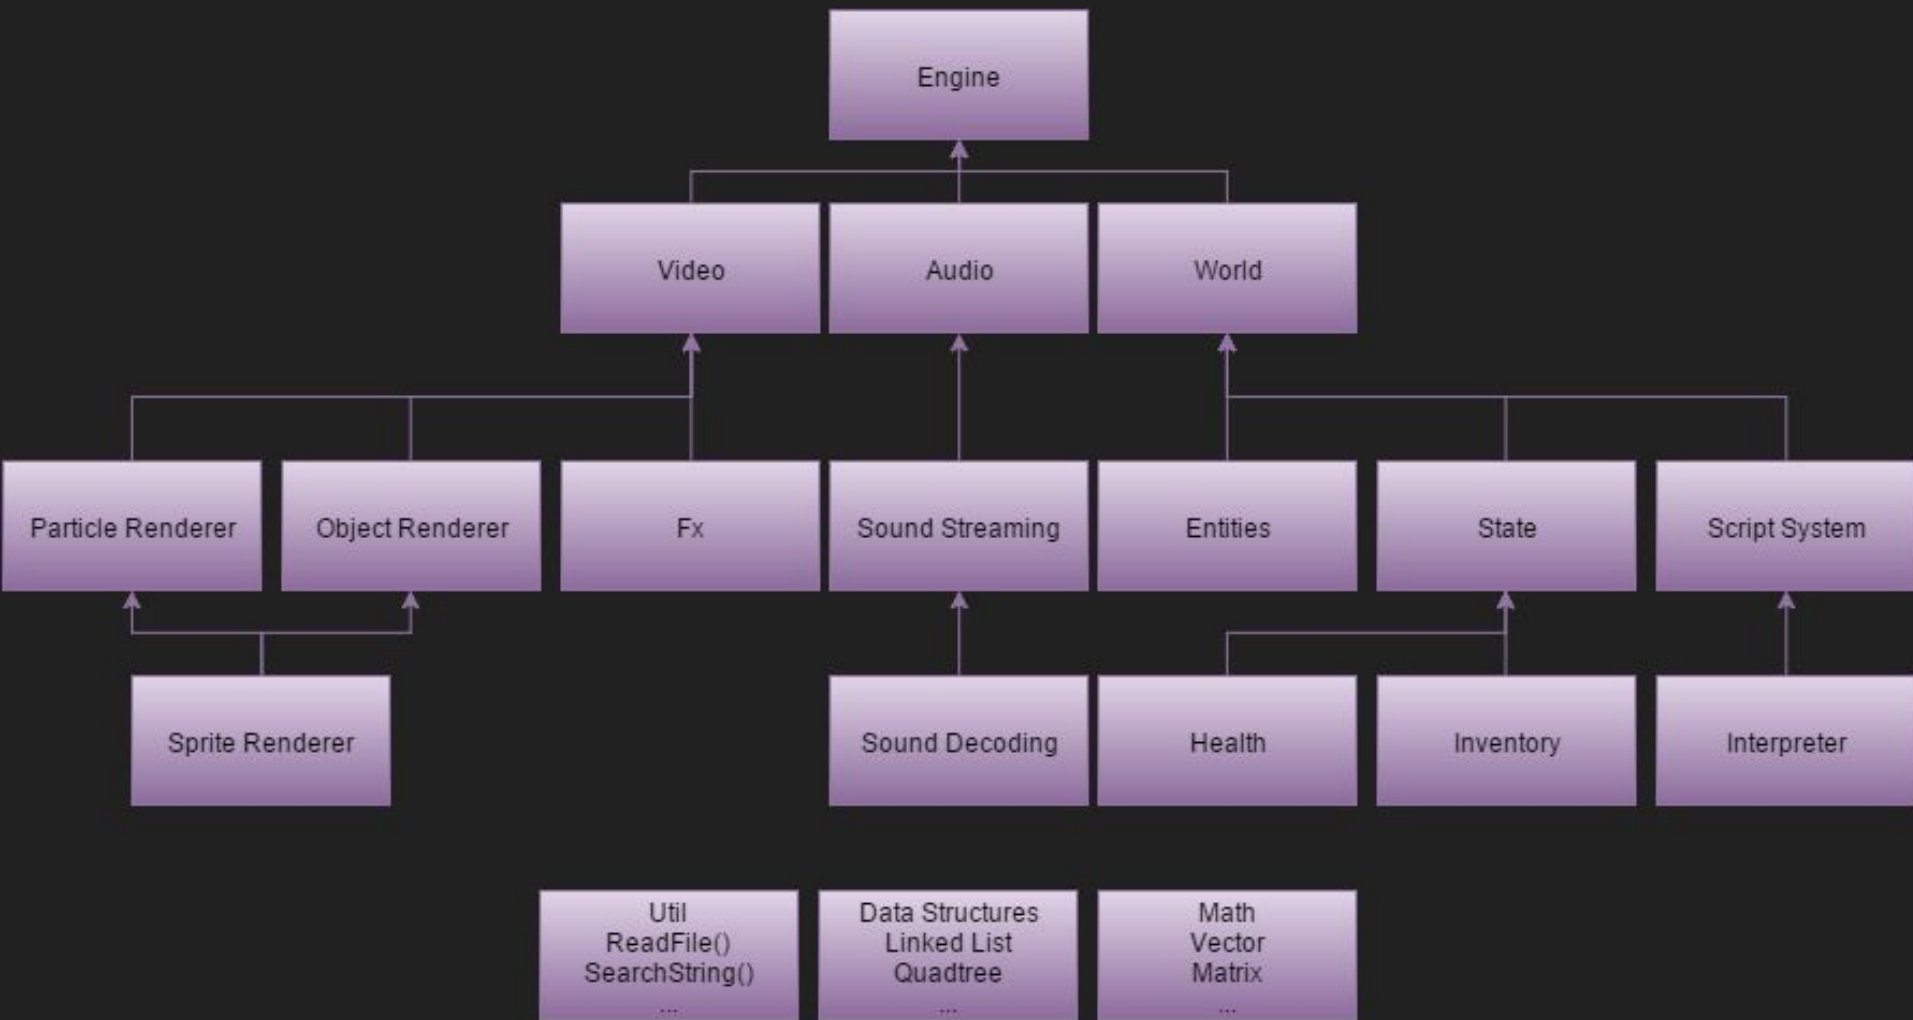 Engine
Video
Audio
World
Particle Renderer
Object Renderer
Fx
Sound Streaming
Entities
State
Script System
Sprite Renderer
Sound Decoding
Health
Inventory
Interpreter
Util
ReadFile()
SearchString()
...
Data Structures
Linked List
Quadtree
...
Math
Vector
Matrix
...